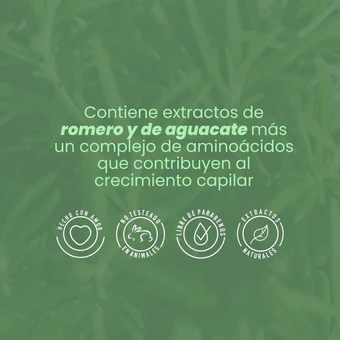 Contiene extractos de
romero y de aguacate más
un complejo de aminoácidos
que contribuyen al
crecimiento capilar
HECHO CON AMOR
NO TESTEADO
EN ANIMALES
LIBRE DE PARABENOS
EXTRACTOS
NATURALES